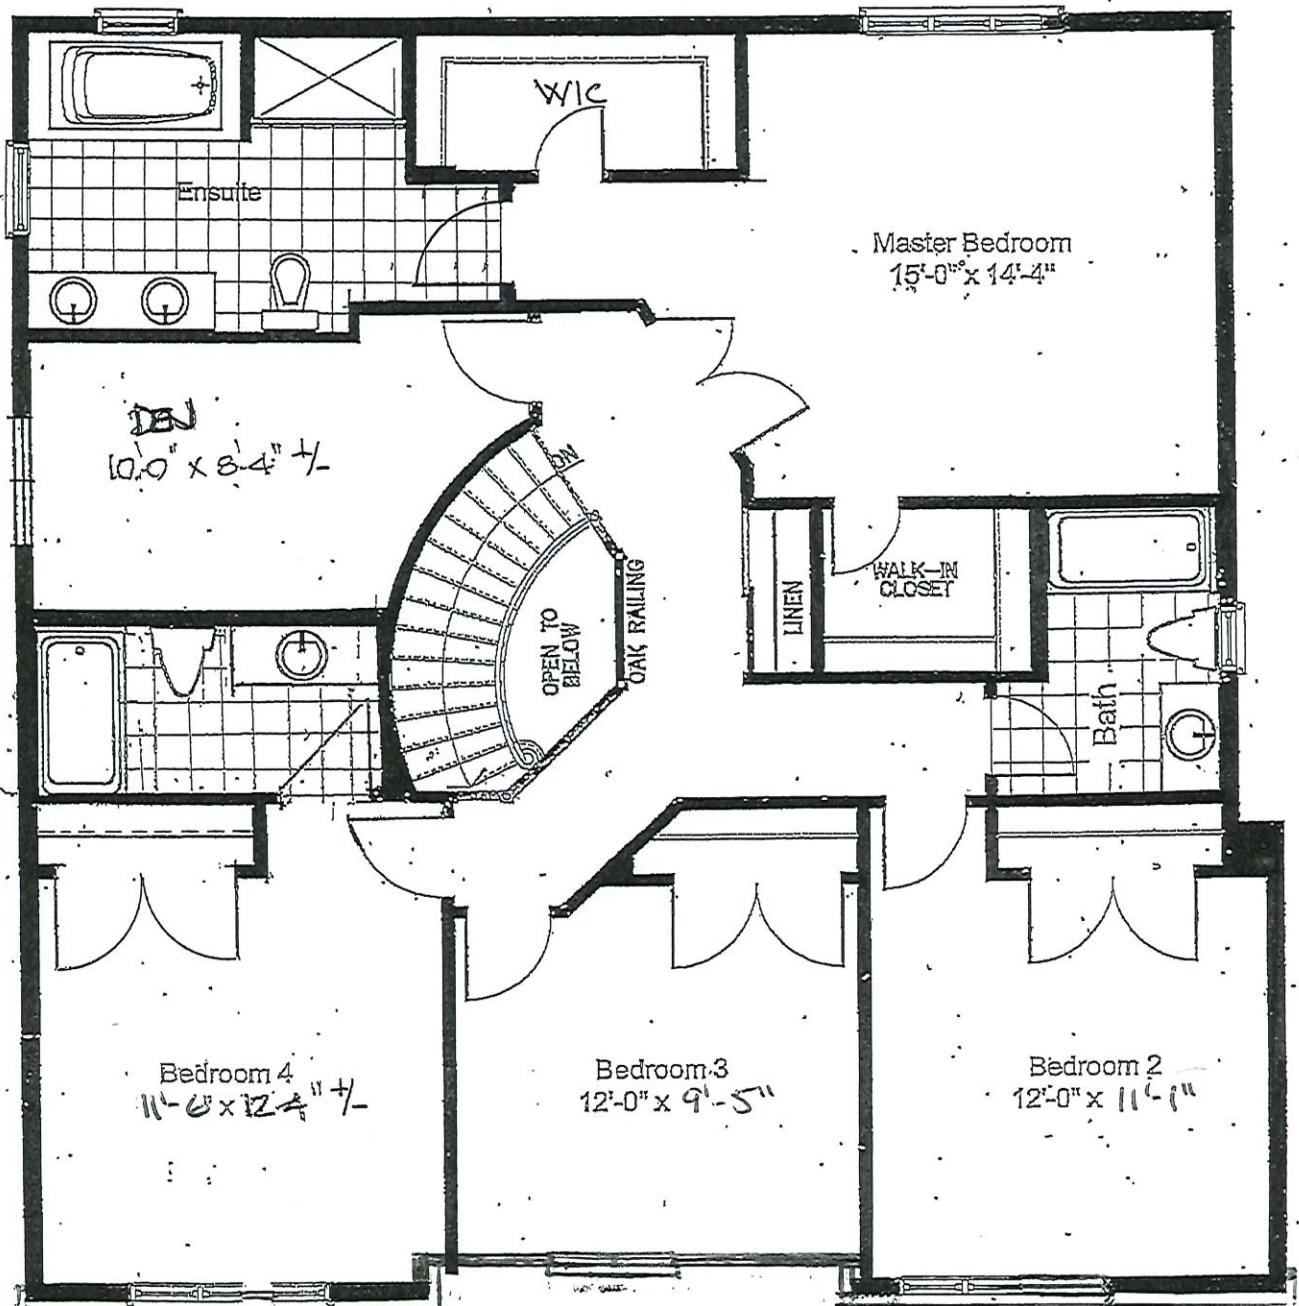 WIC
Ensuite
Master Bedroom
15'-0" x 14'-4"
DEN
10'-0" x 8'-4" +/-
DN
OPEN TO
BELOW
OAK RAILING
LINEN
WALK-IN
CLOSET
Bath
Bedroom 4
11'-6" x 12'-4" +/-
Bedroom 3
12'-0" x 9'-5"
Bedroom 2
12'-0" x 11'-1"